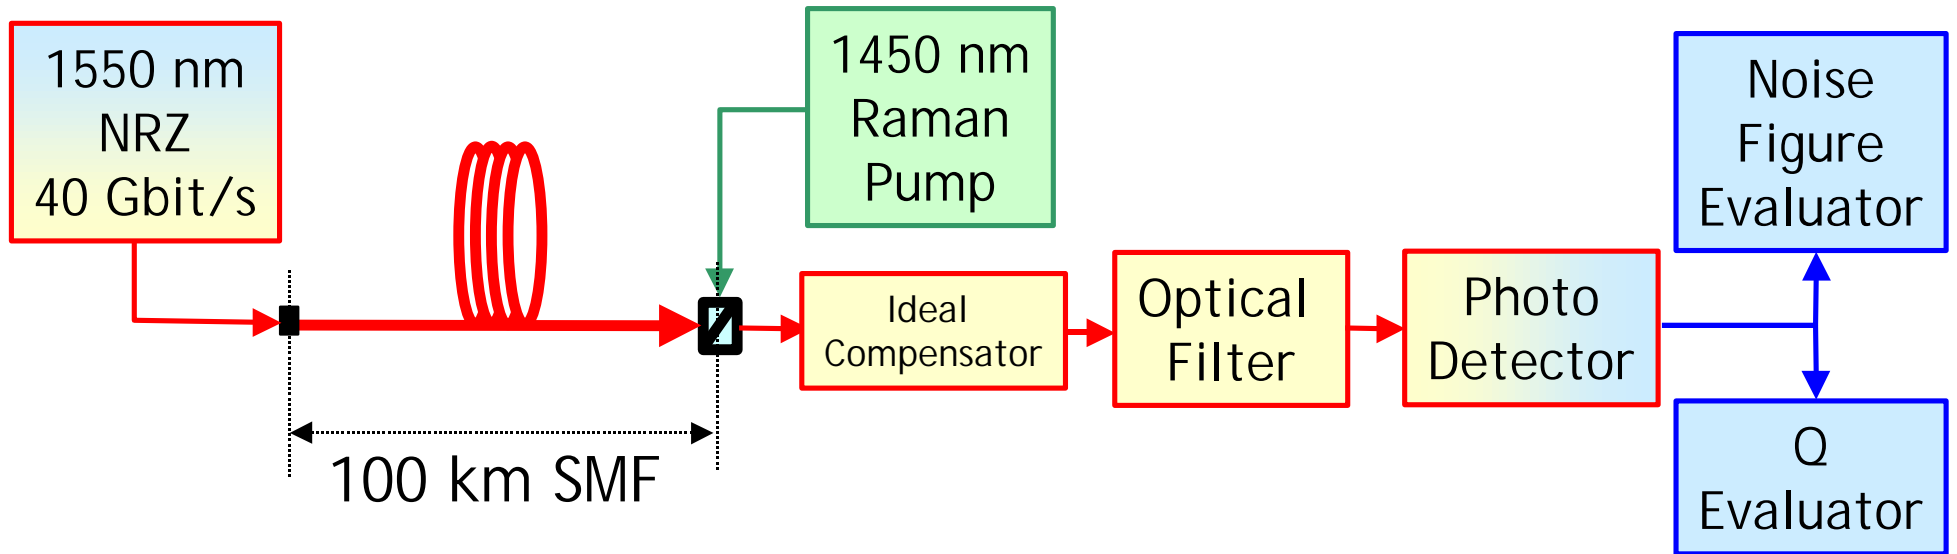 1550 nm
NRZ
40 Gbit/s
1450 nm
Raman
Pump
Noise
Figure
Evaluator
Ideal
Compensator
Optical
Filter
Photo
Detector
100 km SMF
Q
Evaluator